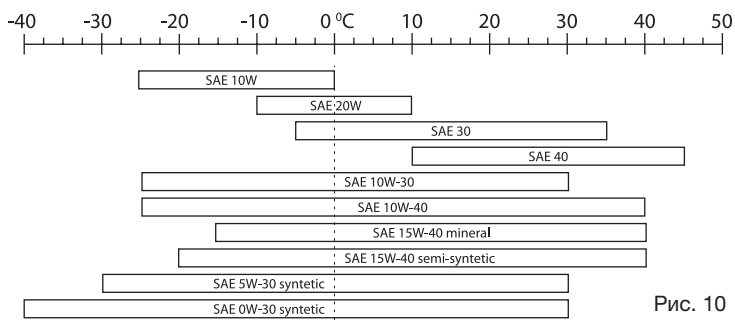 -40 -30 -20 -10 0 ⁰C 10 20 30 40 50
SAE 10W
SAE 20W
SAE 30
SAE 40
SAE 10W-30
SAE 10W-40
SAE 15W-40 mineral
SAE 15W-40 semi-syntetic
SAE 5W-30 syntetic
SAE 0W-30 syntetic
Рис. 10